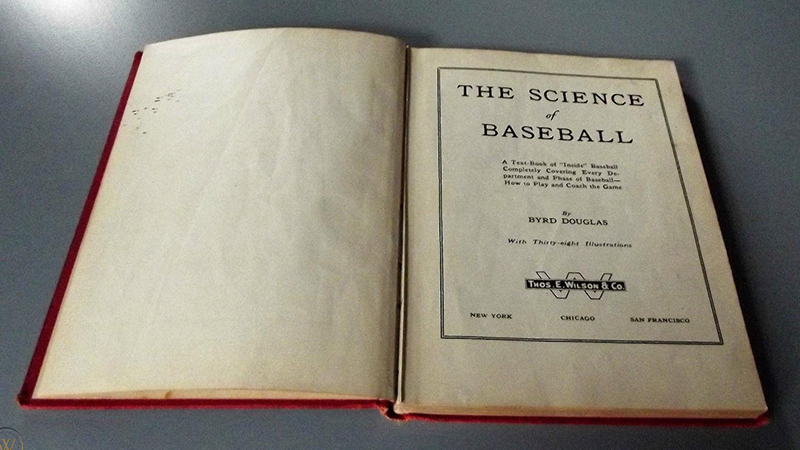 THE SCIENCE
of
BASEBALL
A Text-Book of "Inside" Baseball
Completely Covering Every De-
partment and Phase of Baseball—
How to Play and Coach the Game
By
BYRD DOUGLAS
With Thirty-eight Illustrations
THOS. E. WILSON & CO.
NEW YORK CHICAGO SAN FRANCISCO